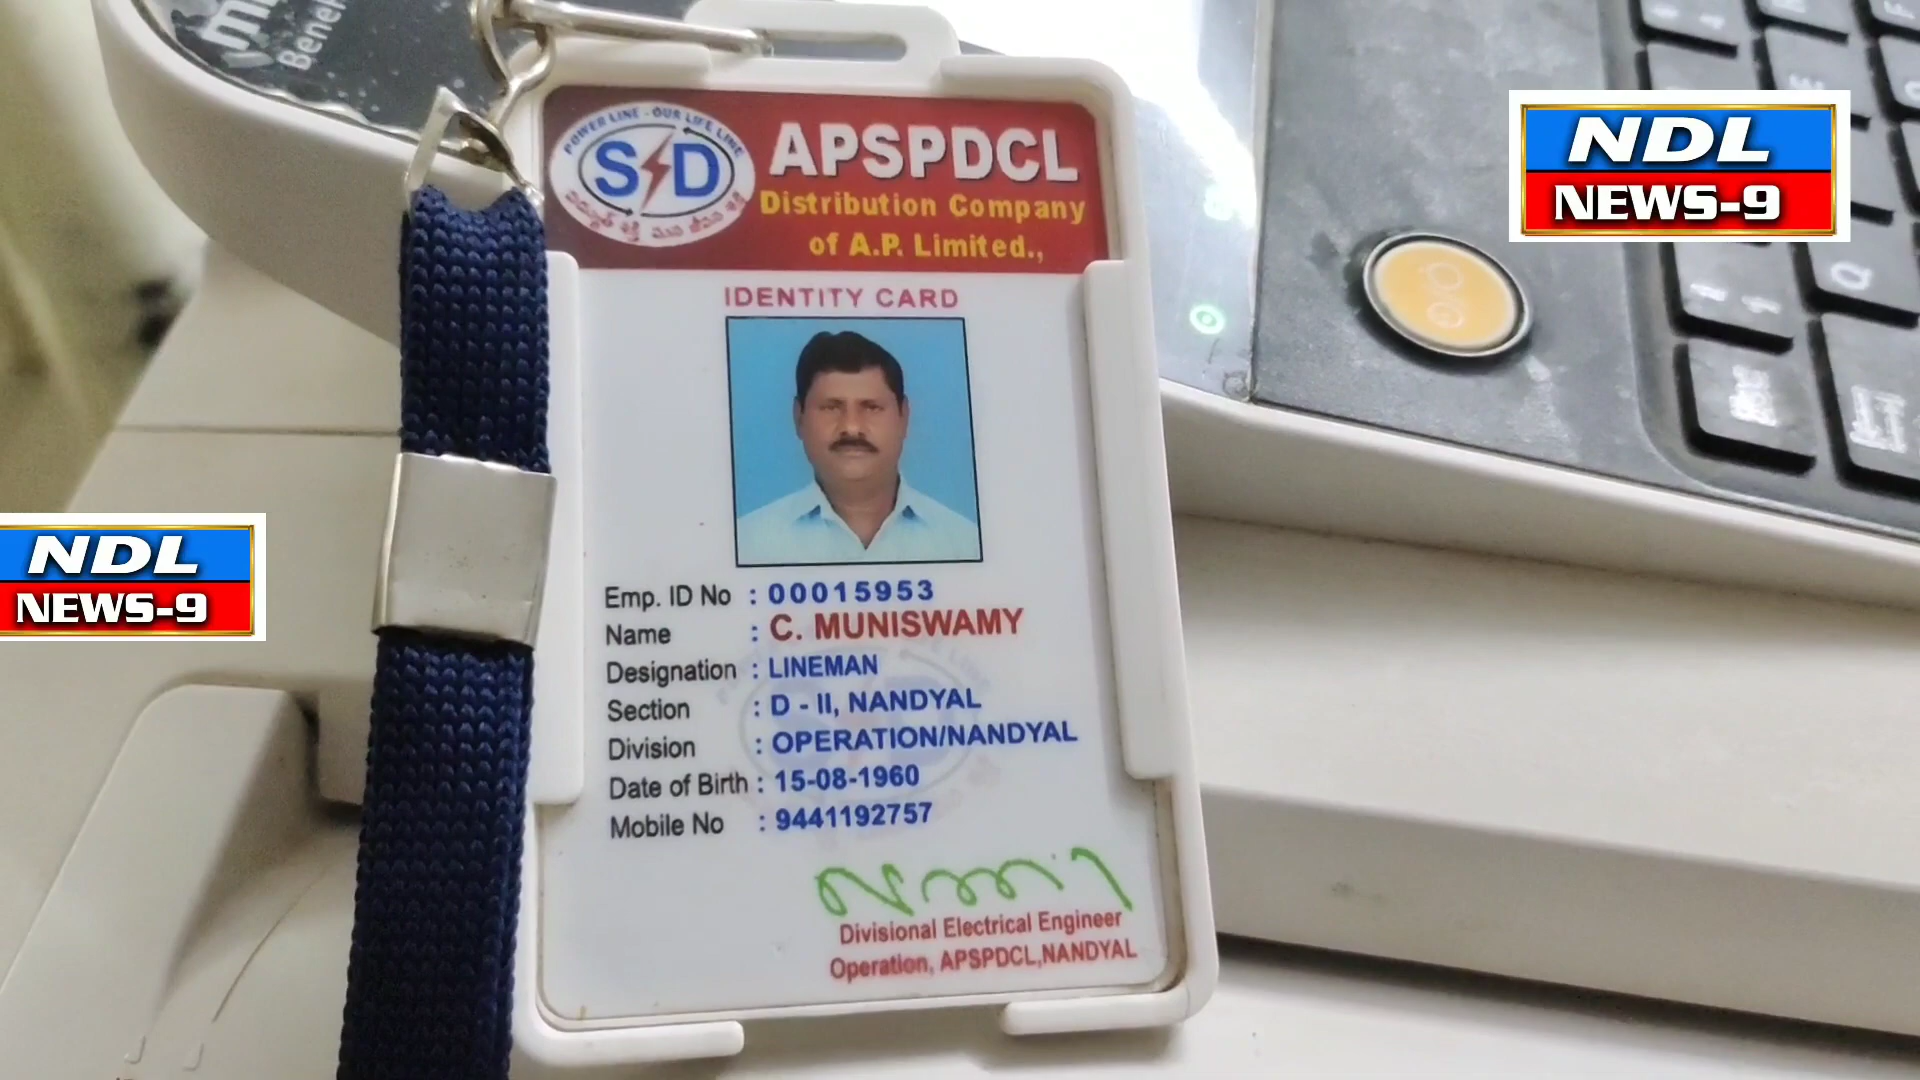 POWER LINE - OUR LIFE LINE
S D
APSPDCL
Distribution Company
of A.P. Limited.,
IDENTITY CARD
Emp. ID No : 00015953
Name : C. MUNISWAMY
Designation : LINEMAN
Section : D - II, NANDYAL
Division : OPERATION/NANDYAL
Date of Birth : 15-08-1960
Mobile No : 9441192757
Divisional Electrical Engineer
Operation, APSPDCL,NANDYAL
NDL
NEWS-9
NDL
NEWS-9
Q